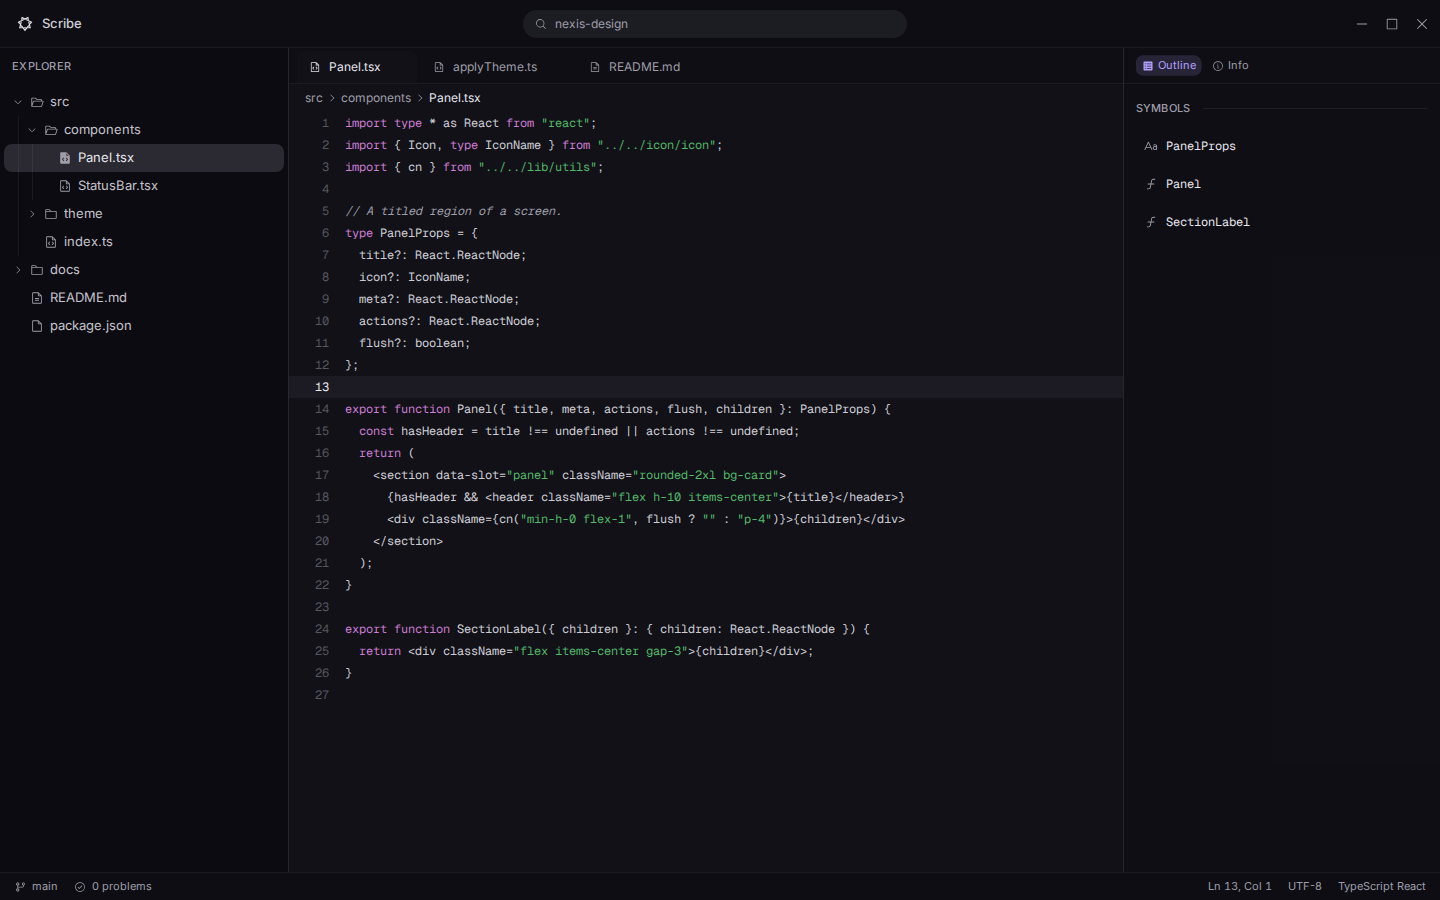 Scribe
nexis-design
EXPLORER
src
components
Panel.tsx
StatusBar.tsx
theme
index.ts
docs
README.md
package.json
Panel.tsx
applyTheme.ts
README.md
src > components > Panel.tsx
1 import type * as React from "react";
2 import { Icon, type IconName } from "../../icon/icon";
3 import { cn } from "../../lib/utils";
4
5 // A titled region of a screen.
6 type PanelProps = {
7   title?: React.ReactNode;
8   icon?: IconName;
9   meta?: React.ReactNode;
10   actions?: React.ReactNode;
11   flush?: boolean;
12 };
13
14 export function Panel({ title, meta, actions, flush, children }: PanelProps) {
15   const hasHeader = title !== undefined || actions !== undefined;
16   return (
17     <section data-slot="panel" className="rounded-2xl bg-card">
18       {hasHeader && <header className="flex h-10 items-center">{title}</header>}
19       <div className={cn("min-h-0 flex-1", flush ? "" : "p-4")}>{children}</div>
20     </section>
21   );
22 }
23
24 export function SectionLabel({ children }: { children: React.ReactNode }) {
25   return <div className="flex items-center gap-3">{children}</div>;
26 }
27
Outline
Info
SYMBOLS
Aa PanelProps
Panel
SectionLabel
main
0 problems
Ln 13, Col 1
UTF-8
TypeScript React